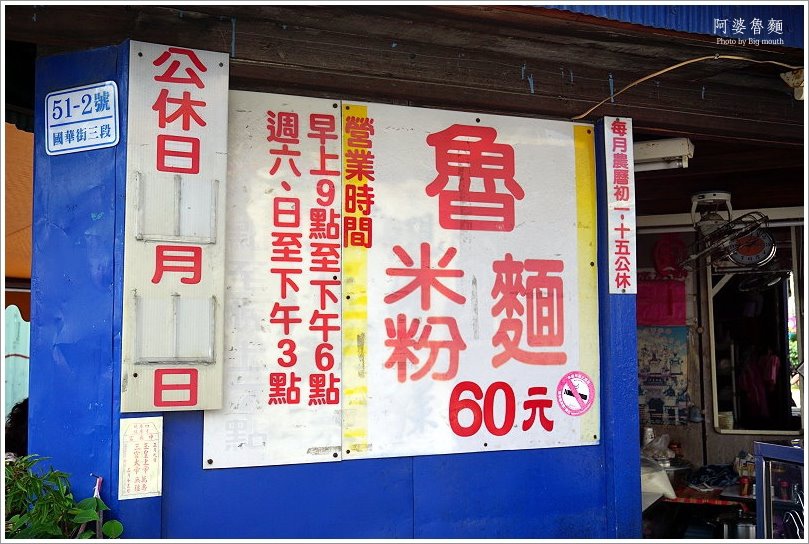 阿婆魯麵
Photo by Big mouth
51-2號
國華街三段
公休日
月
日
營業時間
早上9點至下午6點
週六、日至下午3點
魯麵
米粉
60元
每月農曆初一.十五公休